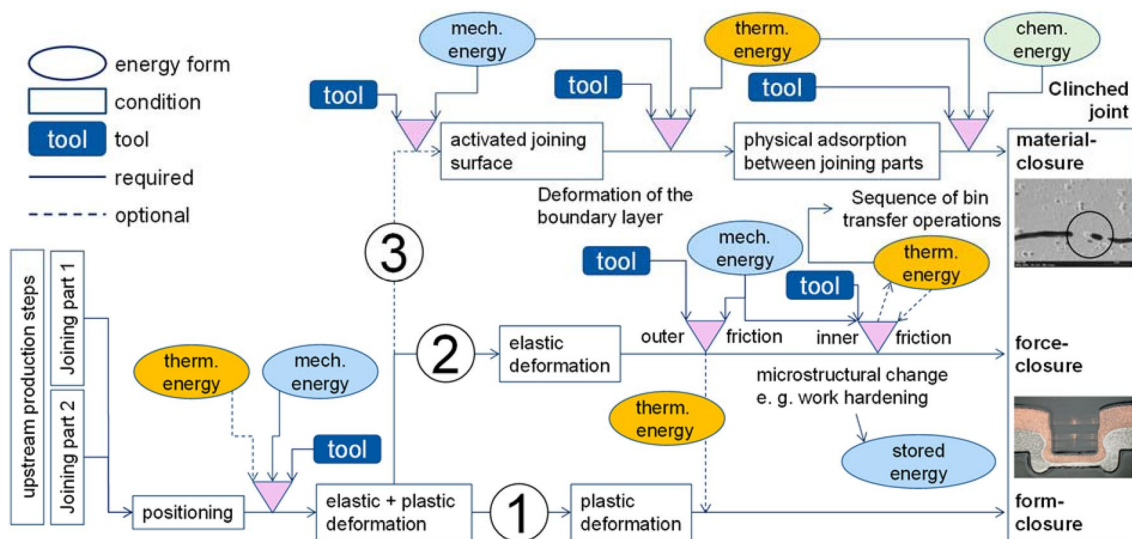 energy form
condition
tool
tool
required
optional
mech.
energy
therm.
energy
chem.
energy
tool
tool
tool
Clinched
joint
activated joining
surface
physical adsorption
between joining parts
material-
closure
Deformation of the
boundary layer
Sequence of bin
transfer operations
3
tool
mech.
energy
tool
therm.
energy
outer
friction
inner
friction
2
elastic
deformation
force-
closure
microstructural change
e. g. work hardening
therm.
energy
stored
energy
upstream production steps
Joining part 1
Joining part 2
therm.
energy
mech.
energy
tool
positioning
elastic + plastic
deformation
1
plastic
deformation
form-
closure